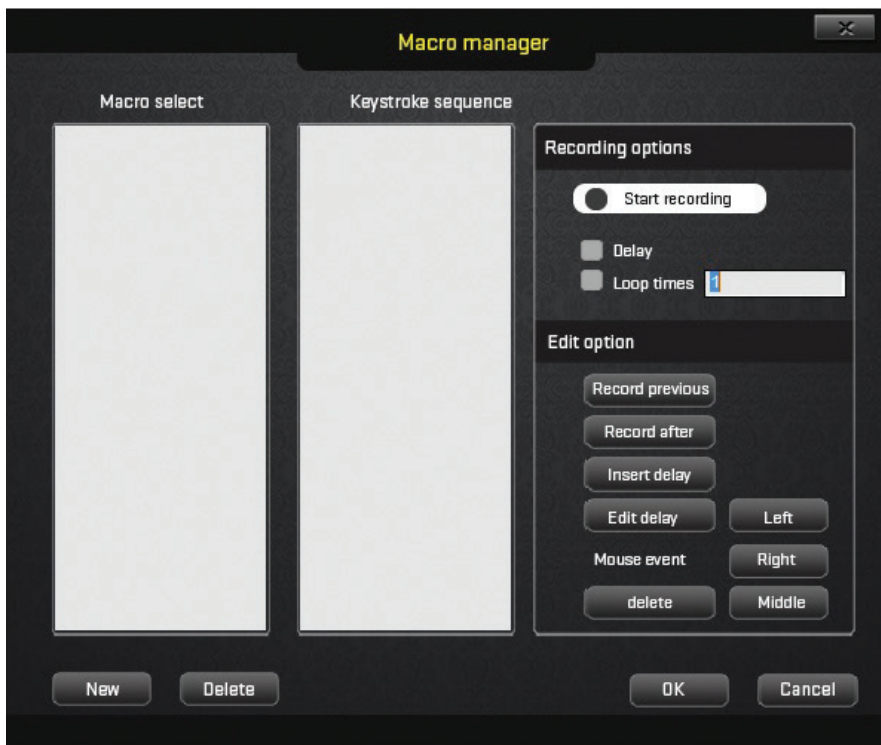 Macro manager
Macro select
Keystroke sequence
Recording options
Start recording
Delay
Loop times 1
Edit option
Record previous
Record after
Insert delay
Edit delay Left
Mouse event Right
delete Middle
New Delete OK Cancel